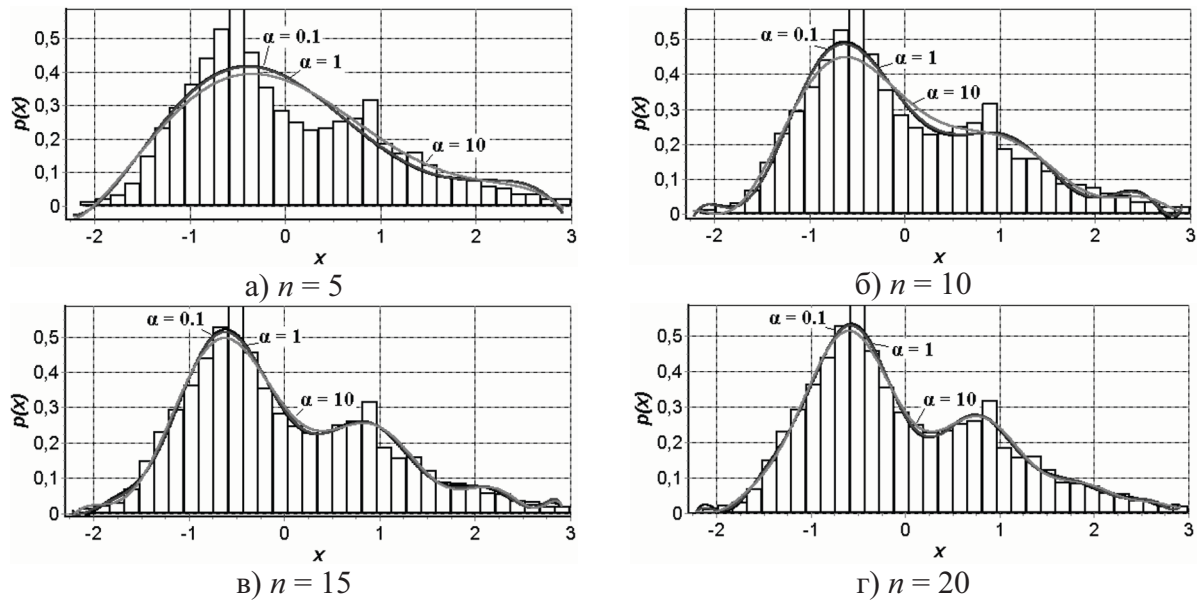 0,5
0,4
0,3
0,2
0,1
0
p(x)
α = 0.1
α = 1
α = 10
-2
-1
0
1
2
3
x
а) n = 5
0,5
0,4
0,3
0,2
0,1
0
p(x)
α = 0.1
α = 1
α = 10
-2
-1
0
1
2
3
x
б) n = 10
0,5
0,4
0,3
0,2
0,1
0
p(x)
α = 0.1
α = 1
α = 10
-2
-1
0
1
2
3
x
в) n = 15
0,5
0,4
0,3
0,2
0,1
0
p(x)
α = 0.1
α = 1
α = 10
-2
-1
0
1
2
3
x
г) n = 20